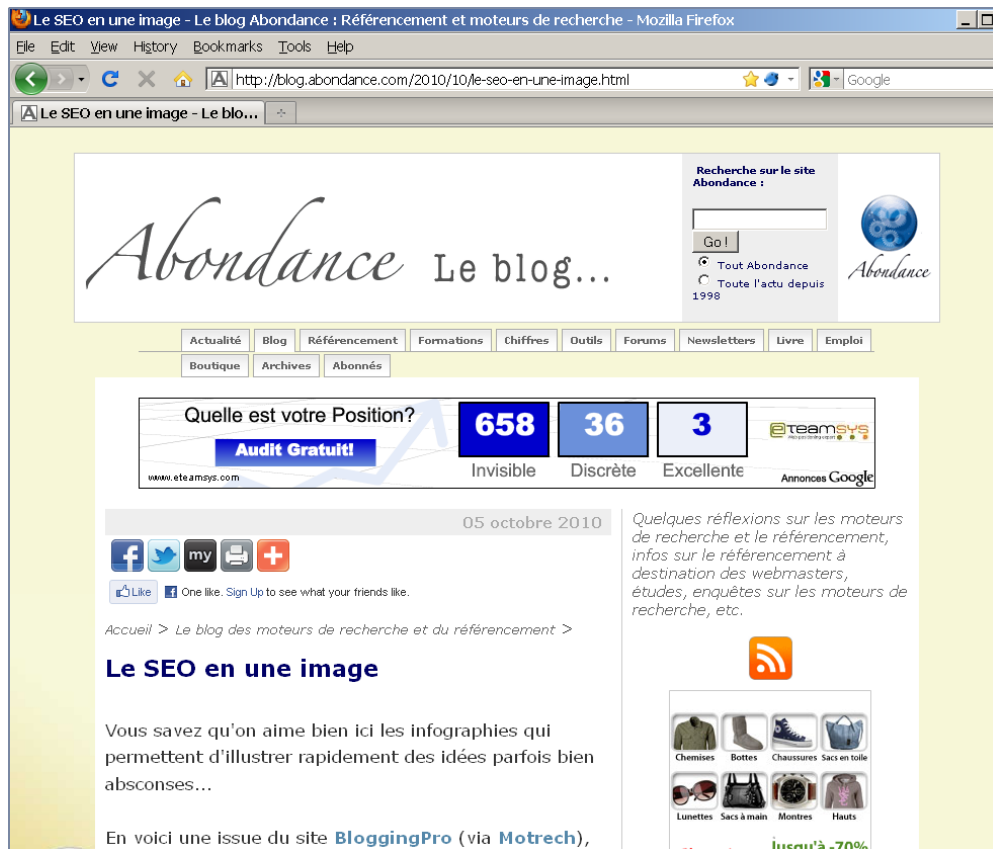 Le SEO en une image - Le blog Abondance : Référencement et moteurs de recherche - Mozilla Firefox
File Edit View History Bookmarks Tools Help
http://blog.abondance.com/2010/10/le-seo-en-une-image.html
Google
Le SEO en une image - Le blo...
Abondance Le blog...
Recherche sur le site
Abondance :
Go !
Tout Abondance
Toute l'actu depuis
1998
Abondance
Actualité Blog Référencement Formations Chiffres Outils Forums Newsletters Livre Emploi
Boutique Archives Abonnés
Quelle est votre Position?
Audit Gratuit!
www.eteamsys.com
658 36 3
Invisible Discrète Excellente
eTeamsys
Annonces Google
05 octobre 2010
my
Like One like. Sign Up to see what your friends like.
Accueil > Le blog des moteurs de recherche et du référencement >
Le SEO en une image
Vous savez qu'on aime bien ici les infographies qui
permettent d'illustrer rapidement des idées parfois bien
absconses...
En voici une issue du site BloggingPro (via Motrech),
Quelques réflexions sur les moteurs
de recherche et le référencement,
infos sur le référencement à
destination des webmasters,
études, enquêtes sur les moteurs de
recherche, etc.
Chemises Bottes Chaussures Sacs en toile
Lunettes Sacs à main Montres Hauts
Jusqu'à -70%